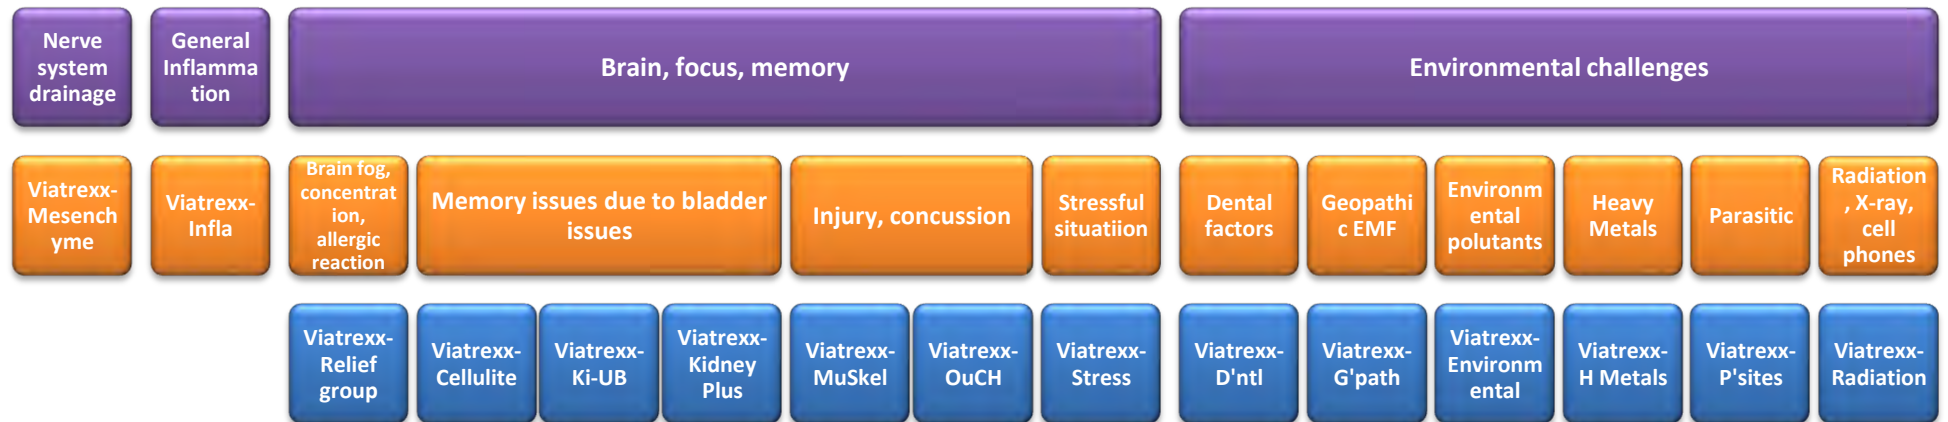 Nerve
system
drainage
General
Inflamma
tion
Brain, focus, memory
Environmental challenges
Viatrexx-
Mesench
yme
Viatrexx-
Infla
Brain fog,
concentrat
ion,
allergic
reaction
Memory issues due to bladder
issues
Injury, concussion
Stressful
situatiion
Dental
factors
Geopathi
c EMF
Environm
ental
polutants
Heavy
Metals
Parasitic
Radiation
, X-ray,
cell
phones
Viatrexx-
Relief
group
Viatrexx-
Cellulite
Viatrexx-
Ki-UB
Viatrexx-
Kidney
Plus
Viatrexx-
MuSkel
Viatrexx-
OuCH
Viatrexx-
Stress
Viatrexx-
D'ntl
Viatrexx-
G'path
Viatrexx-
Environm
ental
Viatrexx-
H Metals
Viatrexx-
P'sites
Viatrexx-
Radiation